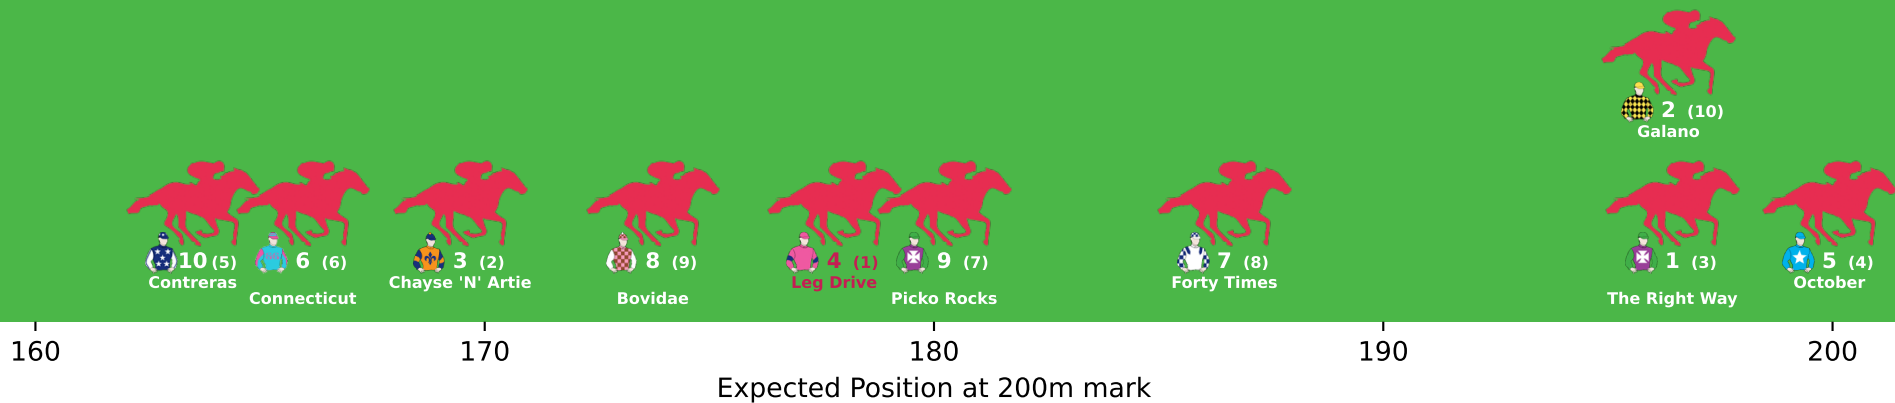 2 (10)
Galano
10 (5)
Contreras
6 (6)
Connecticut
3 (2)
Chayse 'N' Artie
8 (9)
Bovidae
4 (1)
Leg Drive
9 (7)
Picko Rocks
7 (8)
Forty Times
1 (3)
The Right Way
5 (4)
October
160 170 180 190 200
Expected Position at 200m mark